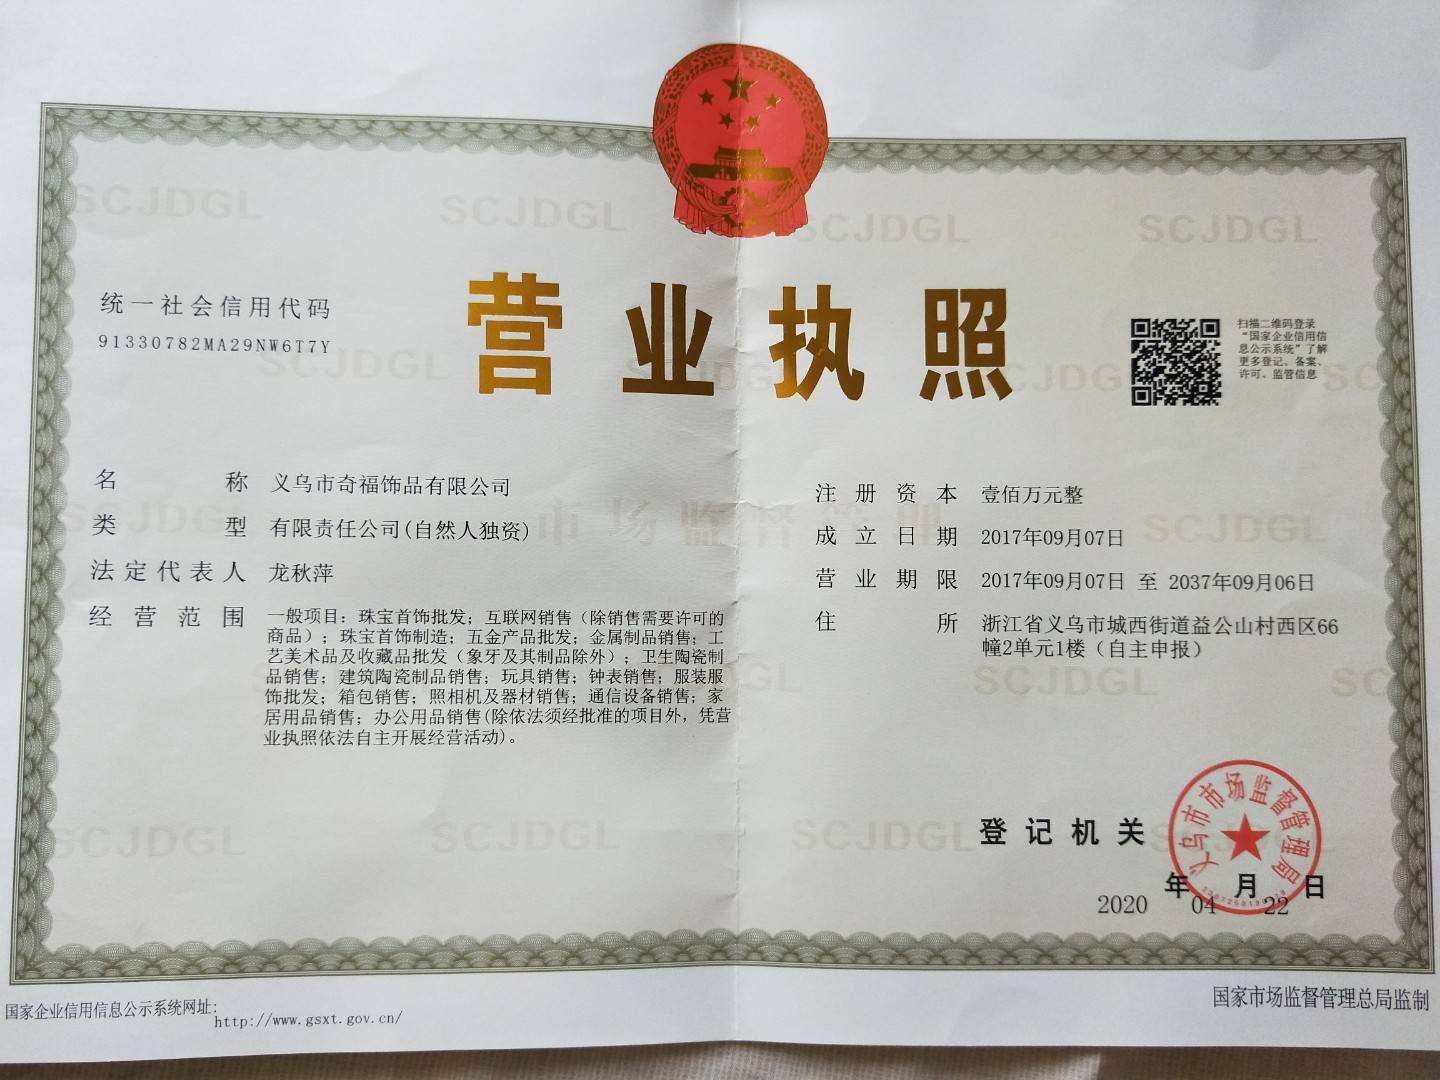 营业执照
统一社会信用代码
91330782MA29NW6T7Y
扫描二维码登录
“国家企业信用信
息公示系统”了解
更多登记、备案、
许可、监管信息
名称 义乌市奇福饰品有限公司
类型 有限责任公司(自然人独资)
法定代表人 龙秋萍
经营范围 一般项目：珠宝首饰批发；互联网销售（除销售需要许可的
商品）；珠宝首饰制造；五金产品批发；金属制品销售；工
艺美术品及收藏品批发（象牙及其制品除外）；卫生陶瓷制
品销售；建筑陶瓷制品销售；玩具销售；钟表销售；服装服
饰批发；箱包销售；照相机及器材销售；通信设备销售；家
居用品销售；办公用品销售(除依法须经批准的项目外，凭营
业执照依法自主开展经营活动)。
注册资本 壹佰万元整
成立日期 2017年09月07日
营业期限 2017年09月07日 至 2037年09月06日
住所 浙江省义乌市城西街道益公山村西区66
幢2单元1楼（自主申报）
登记机关
义乌市市场监督管理局
2020年04月22日
国家企业信用信息公示系统网址：
http://www.gsxt.gov.cn/
国家市场监督管理总局监制
SCJDGL
市场监督管理